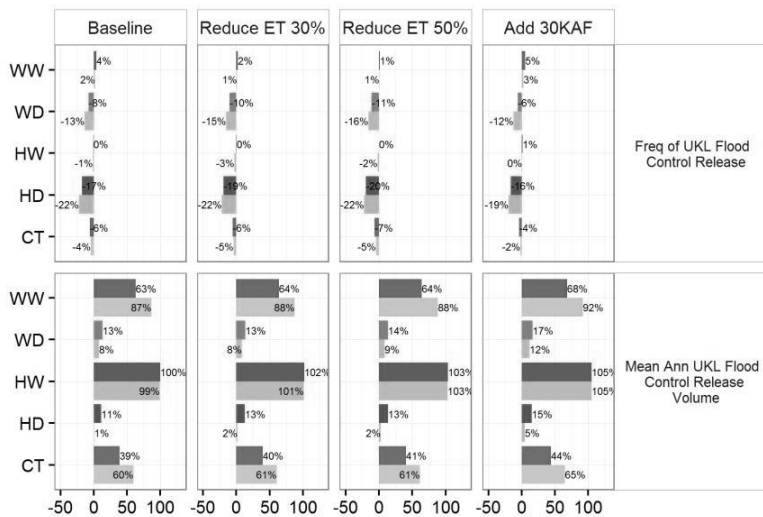 Baseline Reduce ET 30% Reduce ET 50% Add 30KAF
WW 4% 2% 1% 5%
2% 1% 1% 3%
WD -8% -10% -11% -6%
-13% -15% -16% -12%
HW 0% 0% 0% 1%
-1% -3% -2% 0%
Freq of UKL Flood
Control Release
HD -17% -19% -20% -16%
-22% -22% -22% -19%
CT -6% -6% -7% -4%
-4% -5% -5% -2%
WW 63% 64% 64% 68%
87% 88% 88% 92%
WD 13% 13% 14% 17%
8% 8% 9% 12%
HW 100% 102% 103% 105%
99% 101% 103% 105%
Mean Ann UKL Flood
Control Release
Volume
HD 11% 13% 13% 15%
1% 2% 2% 5%
CT 39% 40% 41% 44%
60% 61% 61% 65%
-50 0 50 100 -50 0 50 100 -50 0 50 100 -50 0 50 100